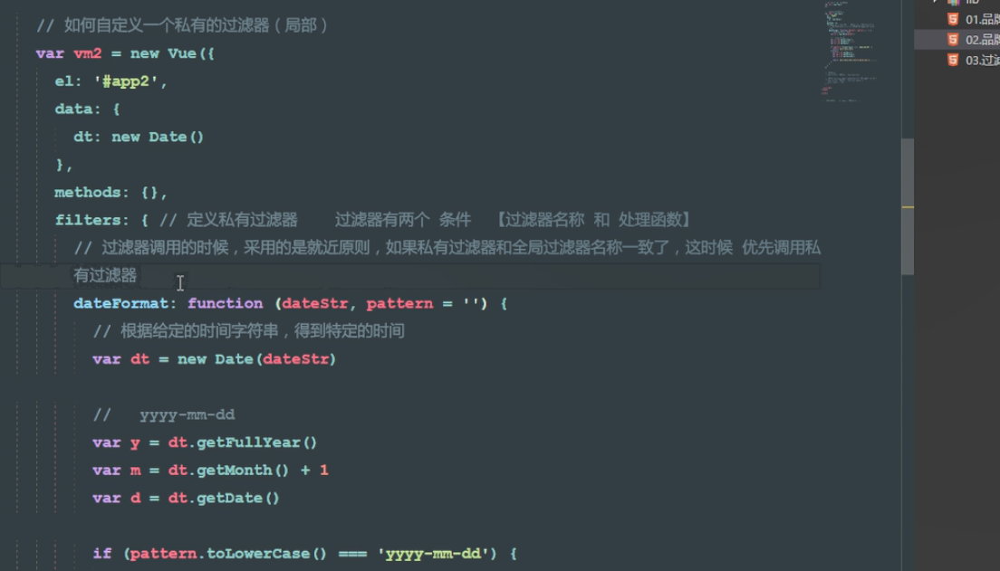 // 如何自定义一个私有的过滤器（局部）
var vm2 = new Vue({
el: '#app2',
data: {
dt: new Date()
},
methods: {},
filters: { // 定义私有过滤器    过滤器有两个 条件  【过滤器名称 和 处理函数】
// 过滤器调用的时候，采用的是就近原则，如果私有过滤器和全局过滤器名称一致了，这时候 优先调用私
有过滤器
dateFormat: function (dateStr, pattern = '') {
// 根据给定的时间字符串，得到特定的时间
var dt = new Date(dateStr)
//   yyyy-mm-dd
var y = dt.getFullYear()
var m = dt.getMonth() + 1
var d = dt.getDate()
if (pattern.toLowerCase() === 'yyyy-mm-dd') {
lib
01.品牌
02.品牌
03.过滤